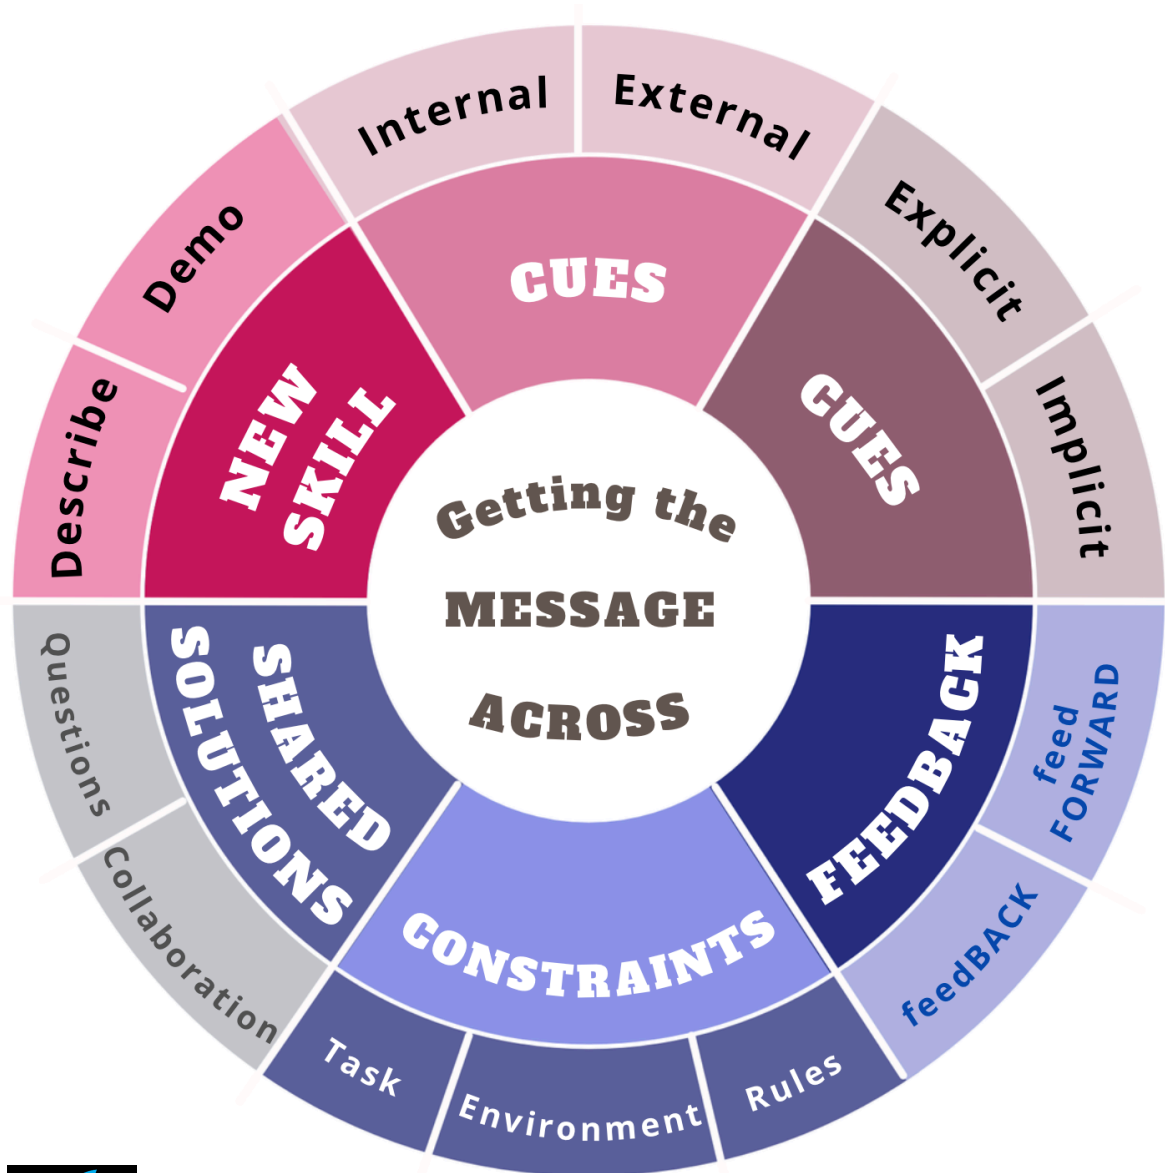 Getting the
MESSAGE
ACROSS
CUES
Internal
External
CUES
Explicit
Implicit
FEEDBACK
feed
FORWARD
feedBACK
CONSTRAINTS
Rules
Environment
Task
SHARED
SOLUTIONS
Collaboration
Questions
NEW
SKILL
Describe
Demo